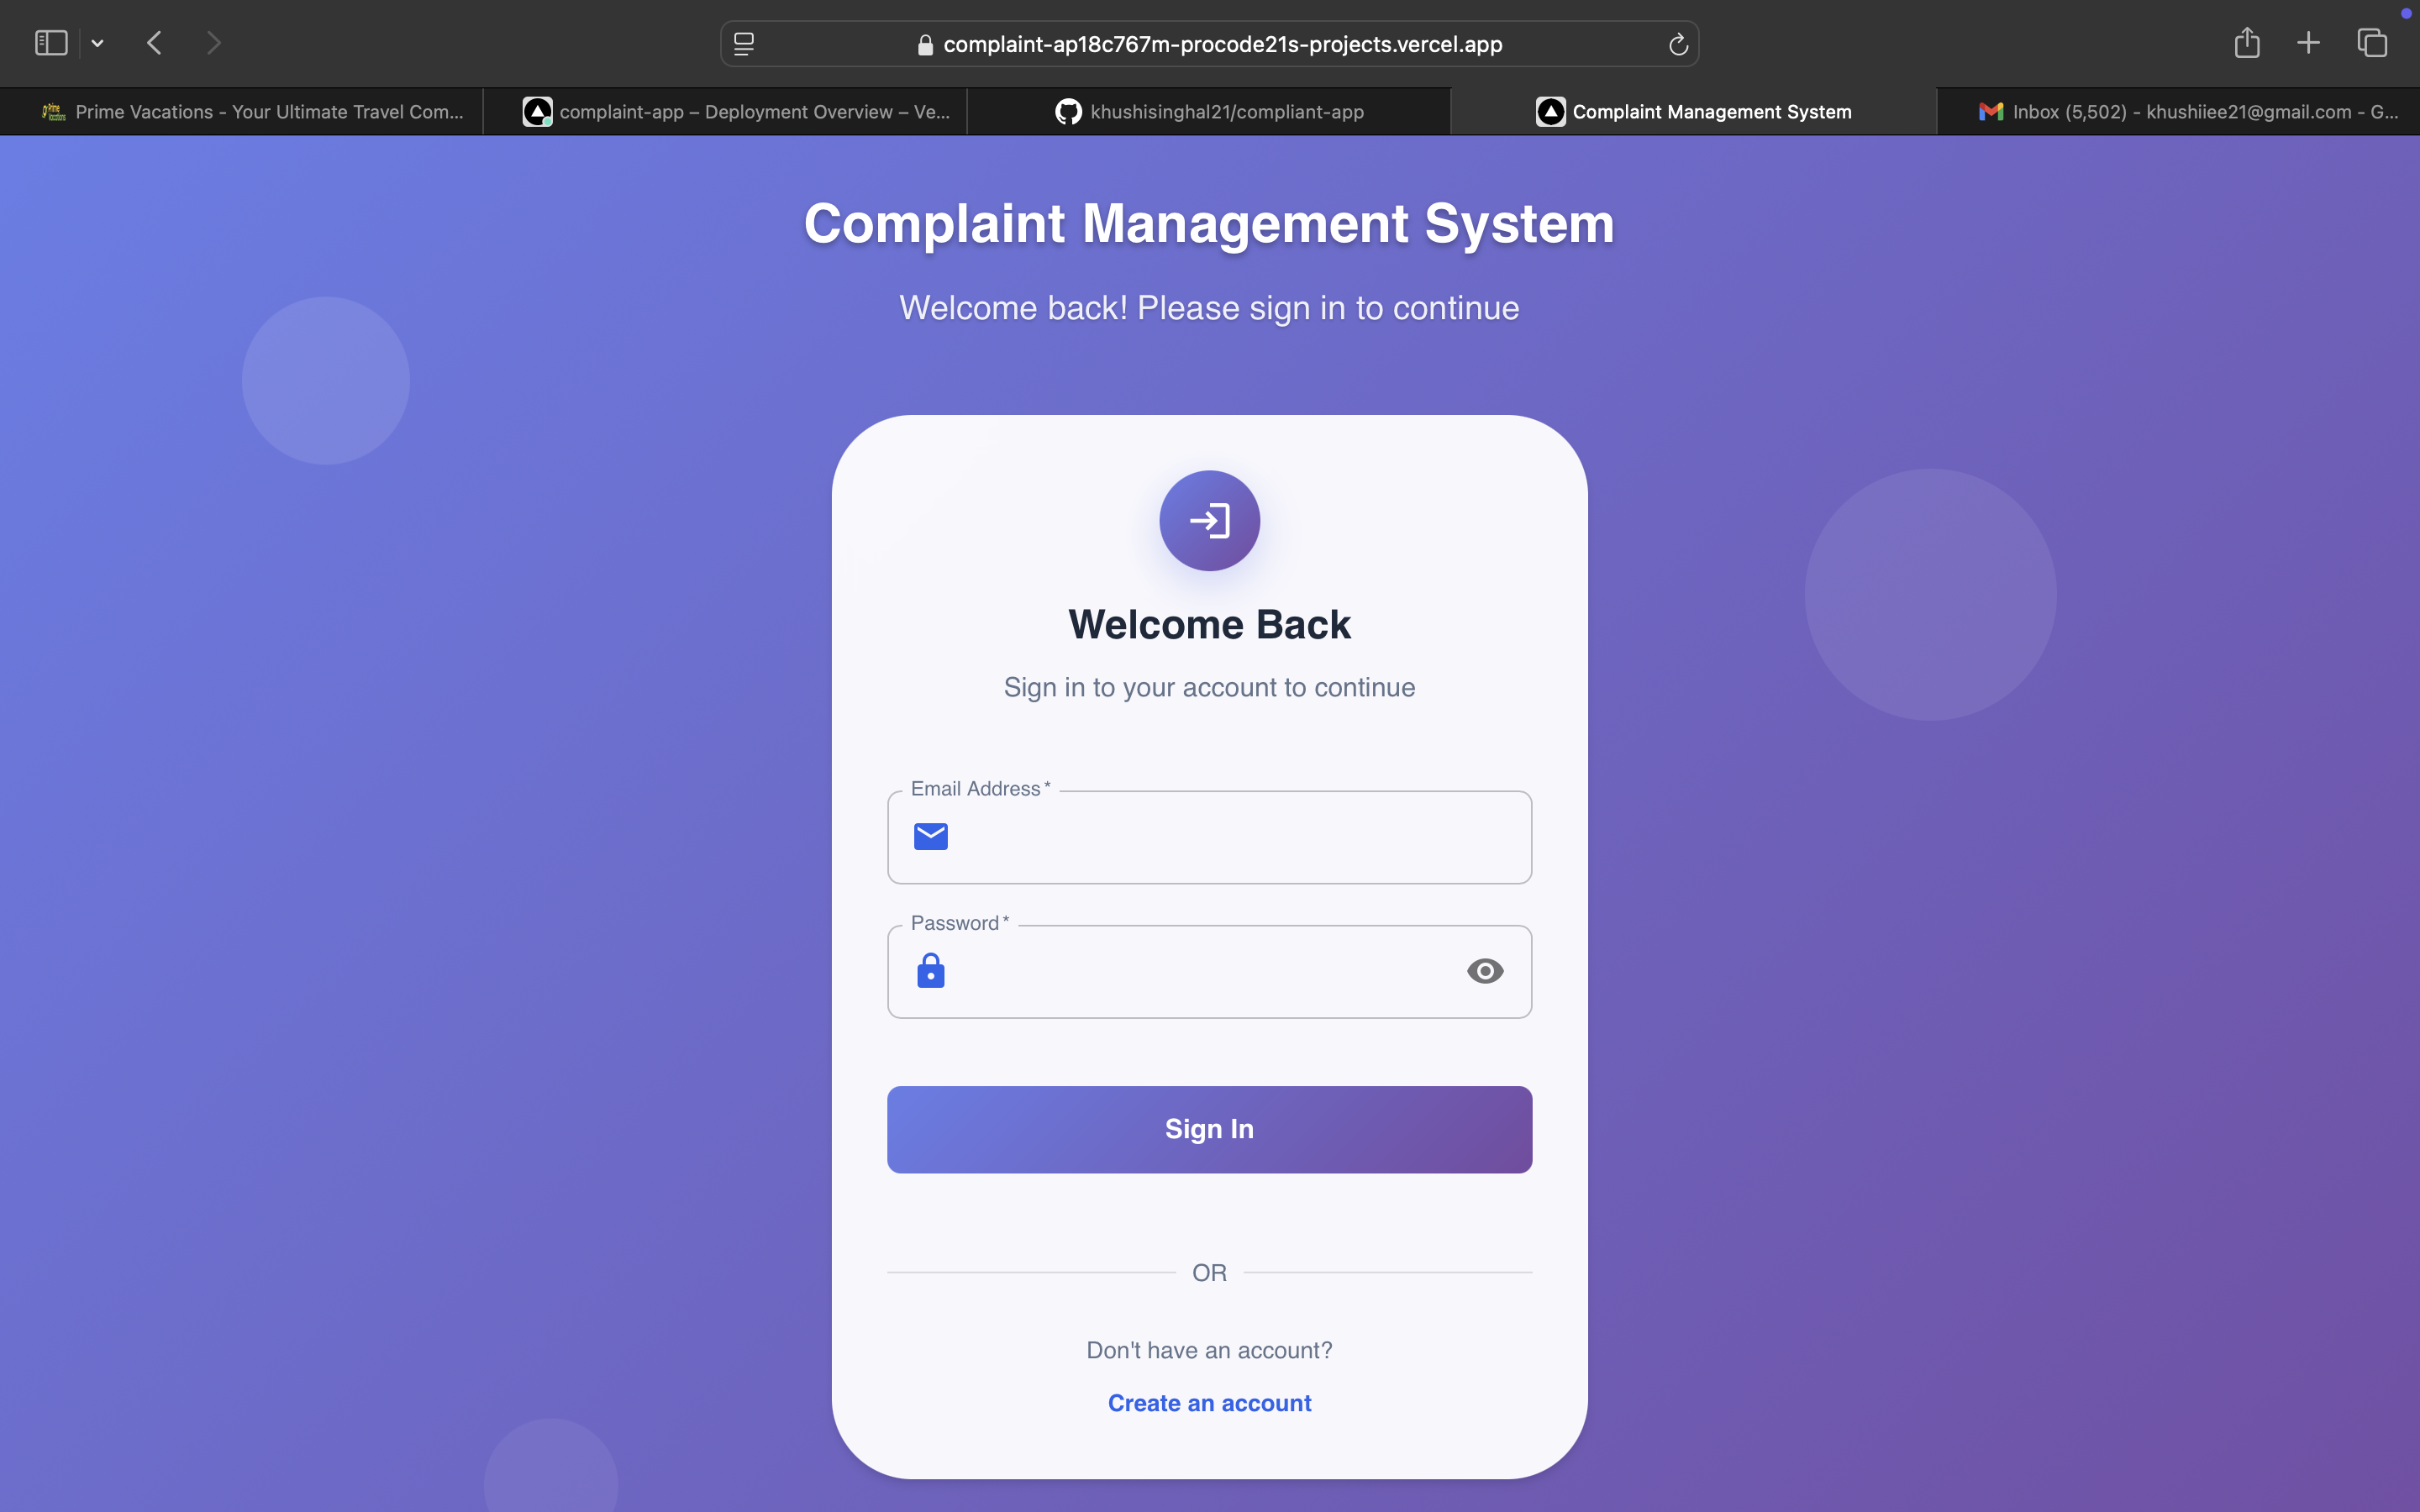 complaint-ap18c767m-procode21s-projects.vercel.app
Prime Vacations - Your Ultimate Travel Com...
complaint-app – Deployment Overview – Ve...
khushisinghal21/compliant-app
Complaint Management System
Inbox (5,502) - khushiiee21@gmail.com - G...
Complaint Management System
Welcome back! Please sign in to continue
Welcome Back
Sign in to your account to continue
Email Address *
Password *
Sign In
OR
Don't have an account?
Create an account